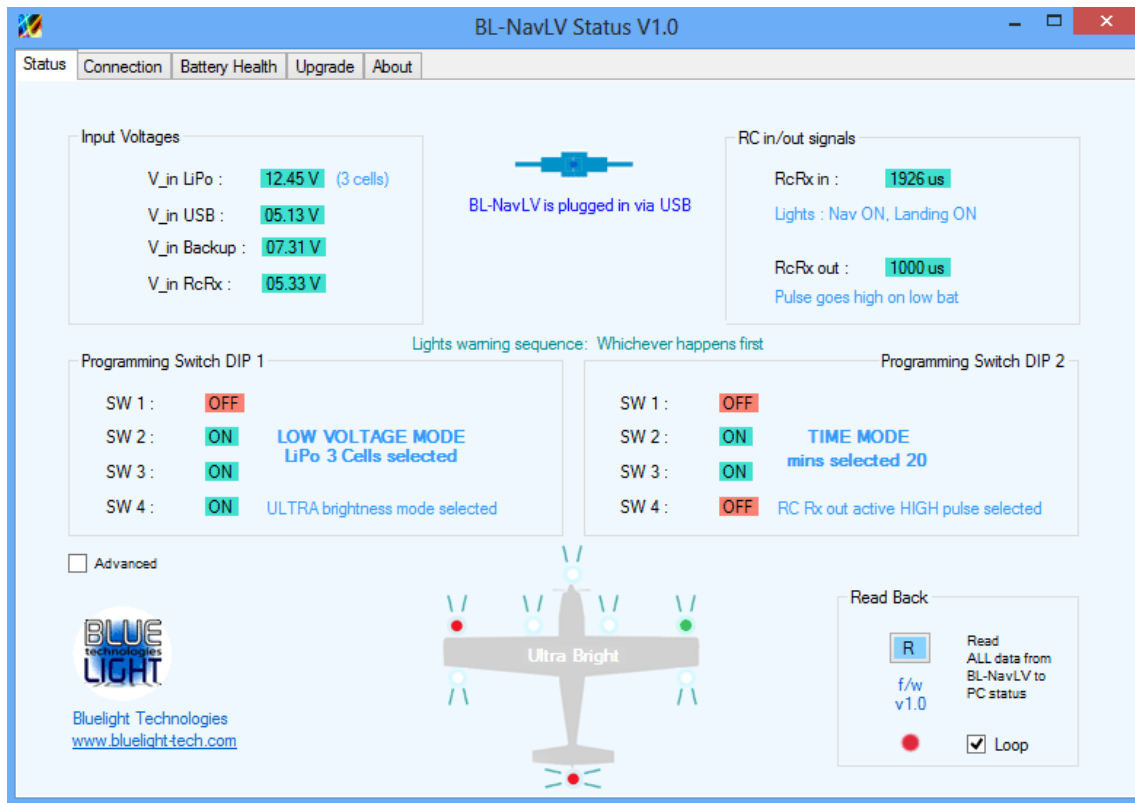 BL-NavLV Status V1.0
Status Connection Battery Health Upgrade About
Input Voltages
V_in LiPo : 12.45 V (3 cells)
V_in USB : 05.13 V
V_in Backup : 07.31 V
V_in RcRx : 05.33 V
BL-NavLV is plugged in via USB
RC in/out signals
RcRx in : 1926 us
Lights : Nav ON, Landing ON
RcRx out : 1000 us
Pulse goes high on low bat
Lights warning sequence: Whichever happens first
Programming Switch DIP 1
SW 1 : OFF
SW 2 : ON
SW 3 : ON
SW 4 : ON
LOW VOLTAGE MODE
LiPo 3 Cells selected
ULTRA brightness mode selected
Programming Switch DIP 2
SW 1 : OFF
SW 2 : ON
SW 3 : ON
SW 4 : OFF
TIME MODE
mins selected 20
RC Rx out active HIGH pulse selected
Advanced
BLUE
technologies
LIGHT
Bluelight Technologies
www.bluelight-tech.com
Ultra Bright
Read Back
R
f/w
v1.0
Read
ALL data from
BL-NavLV to
PC status
Loop